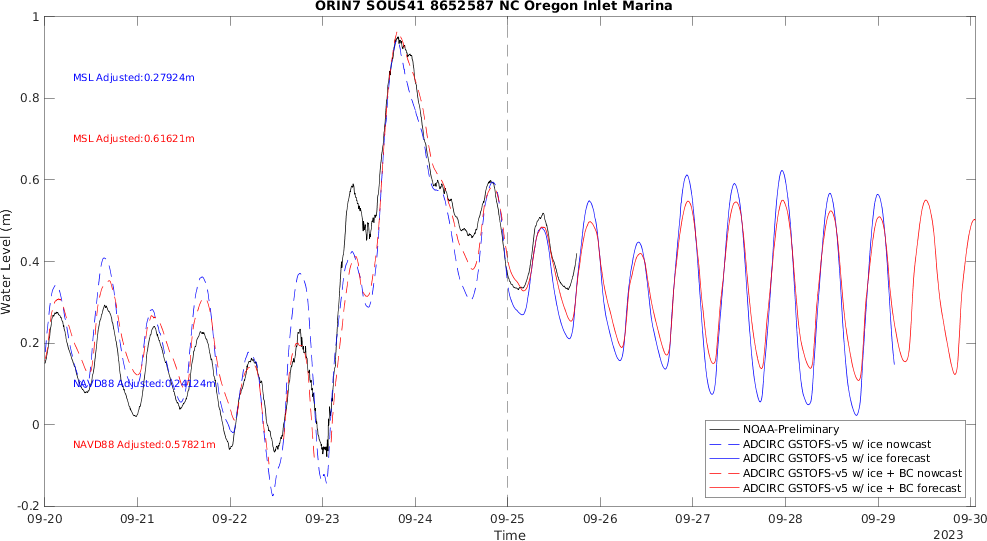 ORIN7 SOUS41 8652587 NC Oregon Inlet Marina
1
0.8
0.6
0.4
0.2
0
-0.2
Water Level (m)
MSL Adjusted:0.27924m
MSL Adjusted:0.61621m
NAVD88 Adjusted:0.24124m
NAVD88 Adjusted:0.57821m
NOAA-Preliminary
ADCIRC GSTOFS-v5 w/ ice nowcast
ADCIRC GSTOFS-v5 w/ ice forecast
ADCIRC GSTOFS-v5 w/ ice + BC nowcast
ADCIRC GSTOFS-v5 w/ ice + BC forecast
09-20 09-21 09-22 09-23 09-24 09-25 09-26 09-27 09-28 09-29 09-30
Time
2023